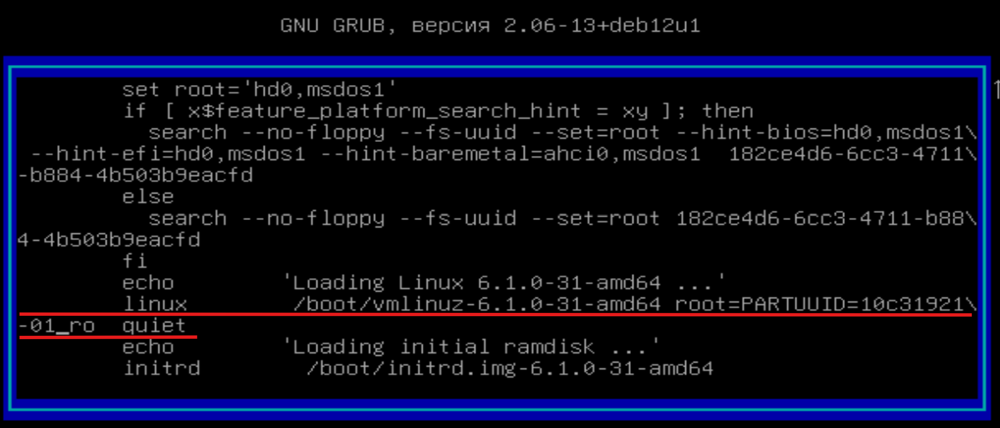 GNU GRUB, версия 2.06-13+deb12u1
set root='hd0,msdos1'
if [ x$feature_platform_search_hint = xy ]; then
search --no-floppy --fs-uuid --set=root --hint-bios=hd0,msdos1\
--hint-efi=hd0,msdos1 --hint-baremetal=ahci0,msdos1  182ce4d6-6cc3-4711\
-b884-4b503b9eacfd
else
search --no-floppy --fs-uuid --set=root 182ce4d6-6cc3-4711-b88\
4-4b503b9eacfd
fi
echo 'Loading Linux 6.1.0-31-amd64 ...'
linux /boot/vmlinuz-6.1.0-31-amd64 root=PARTUUID=10c31921\
-01 ro  quiet
echo 'Loading initial ramdisk ...'
initrd /boot/initrd.img-6.1.0-31-amd64